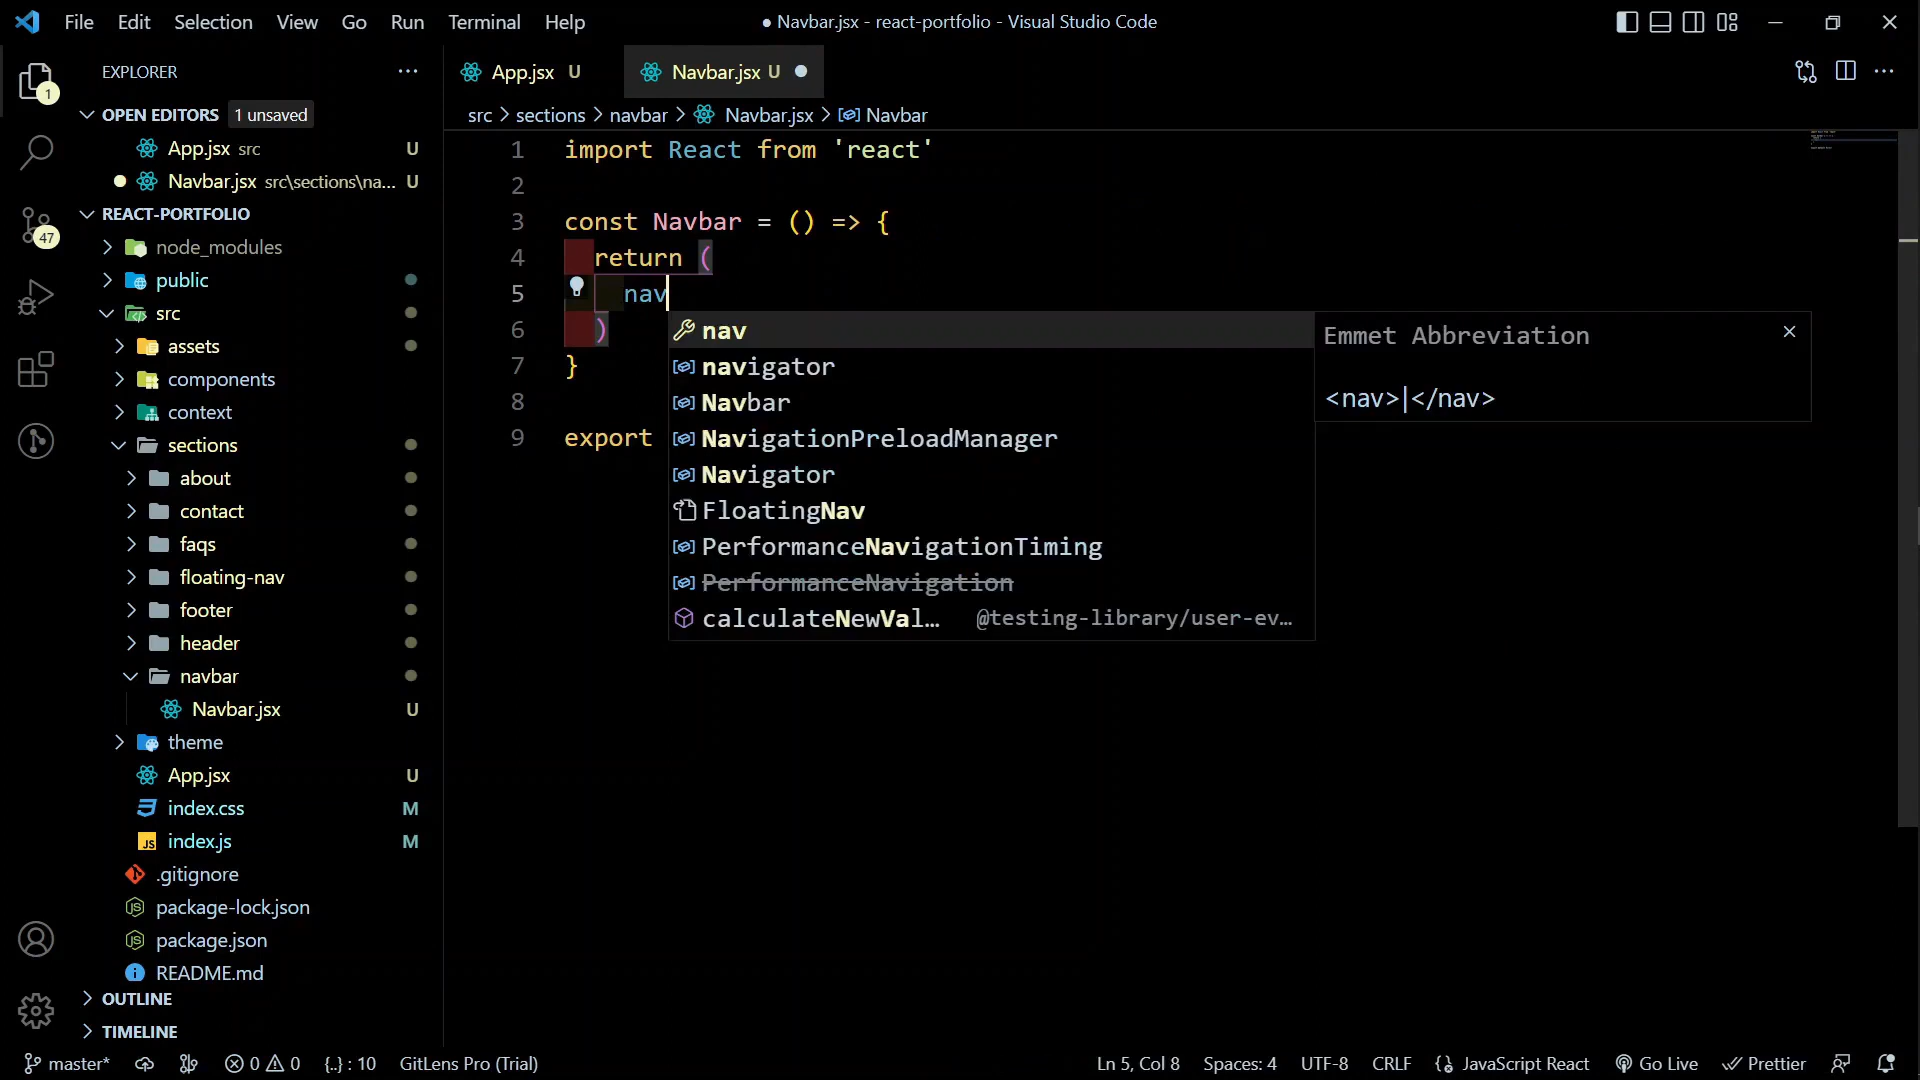 File Edit Selection View Go Run Terminal Help
● Navbar.jsx - react-portfolio - Visual Studio Code
EXPLORER
OPEN EDITORS 1 unsaved
App.jsx src U
Navbar.jsx src\sections\na... U
REACT-PORTFOLIO
node_modules
public
src
assets
components
context
sections
about
contact
faqs
floating-nav
footer
header
navbar
Navbar.jsx U
theme
App.jsx U
index.css M
index.js M
.gitignore
package-lock.json
package.json
README.md
OUTLINE
TIMELINE
1
47
App.jsx U
Navbar.jsx U
src > sections > navbar > Navbar.jsx > Navbar
1 import React from 'react'
2
3 const Navbar = () => {
4 return (
5 nav
6 )
7 }
8
9 export
nav
navigator
Navbar
NavigationPreloadManager
Navigator
FloatingNav
PerformanceNavigationTiming
PerformanceNavigation
calculateNewVal… @testing-library/user-ev…
Emmet Abbreviation
<nav>|</nav>
master* 0 0 {..} : 10 GitLens Pro (Trial)
Ln 5, Col 8 Spaces: 4 UTF-8 CRLF JavaScript React Go Live Prettier